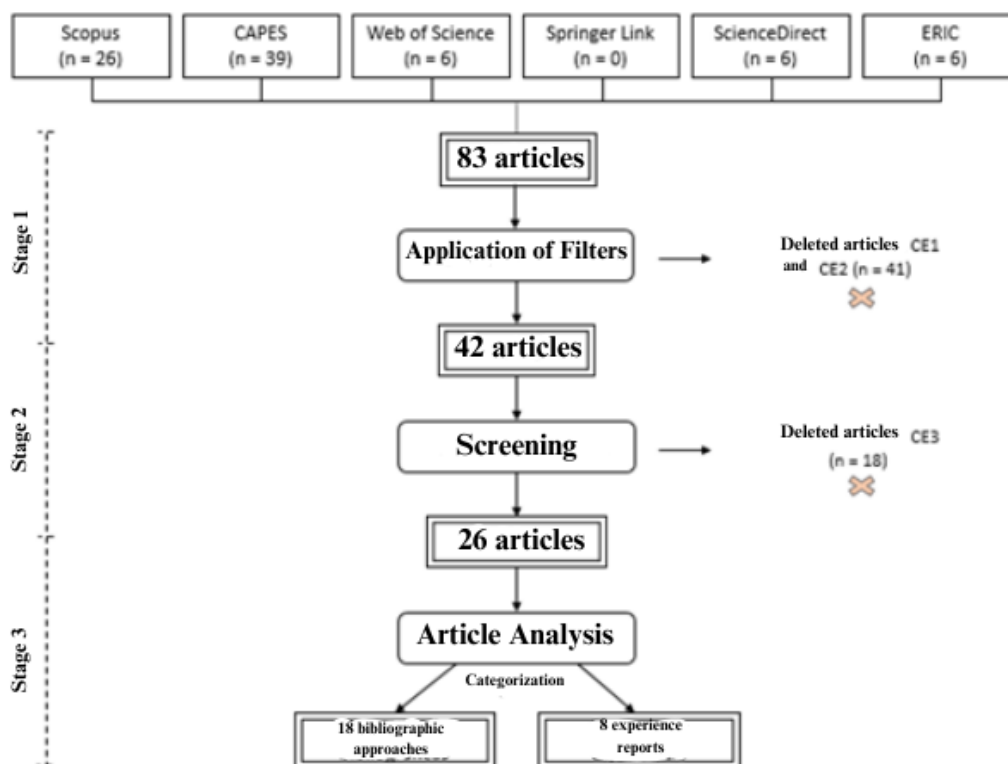 Scopus
(n = 26)
CAPES
(n = 39)
Web of Science
(n = 6)
Springer Link
(n = 0)
ScienceDirect
(n = 6)
ERIC
(n = 6)
Stage 1
83 articles
Application of Filters
Deleted articles CE1
and CE2 (n = 41)
42 articles
Stage 2
Screening
Deleted articles CE3
(n = 18)
26 articles
Stage 3
Article Analysis
Categorization
18 bibliographic
approaches
8 experience
reports